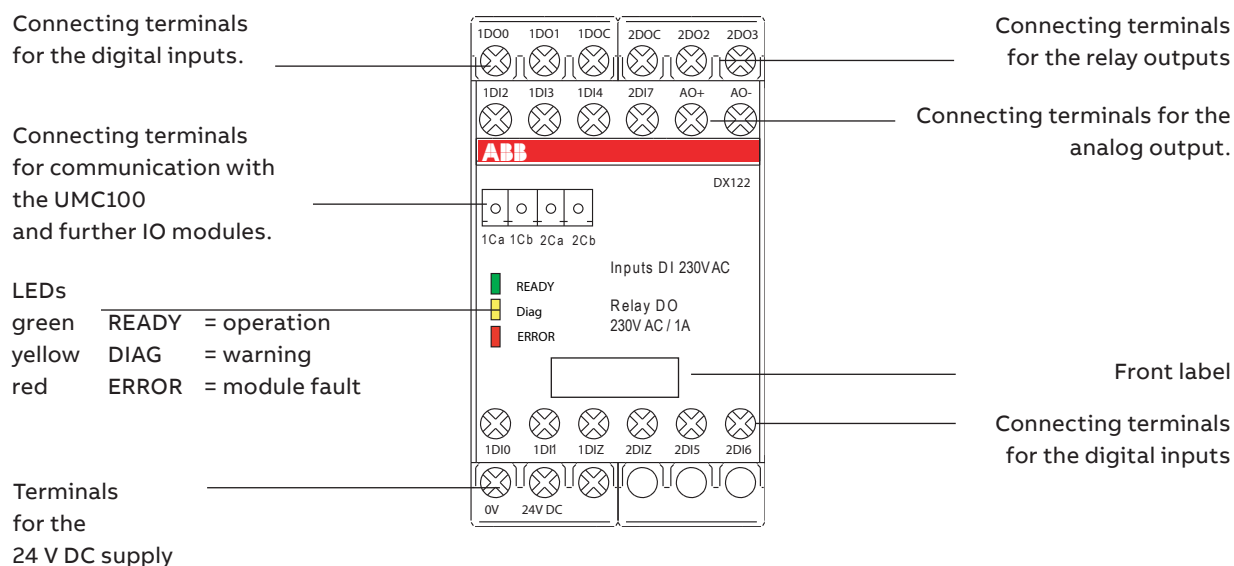 Connecting terminals
for the digital inputs.
Connecting terminals
for communication with
the UMC100
and further IO modules.
LEDs
green READY = operation
yellow DIAG = warning
red ERROR = module fault
Terminals
for the
24 V DC supply
1DO0 1DO1 1DOC 2DOC 2DO2 2DO3
1DI2 1DI3 1DI4 2DI7 AO+ AO-
ABB
DX122
1Ca 1Cb 2Ca 2Cb
Inputs DI 230V AC
READY
Diag
ERROR
Relay DO
230V AC / 1A
1DI0 1DI1 1DIZ 2DIZ 2DI5 2DI6
0V 24V DC
Connecting terminals
for the relay outputs
Connecting terminals for the
analog output.
Front label
Connecting terminals
for the digital inputs